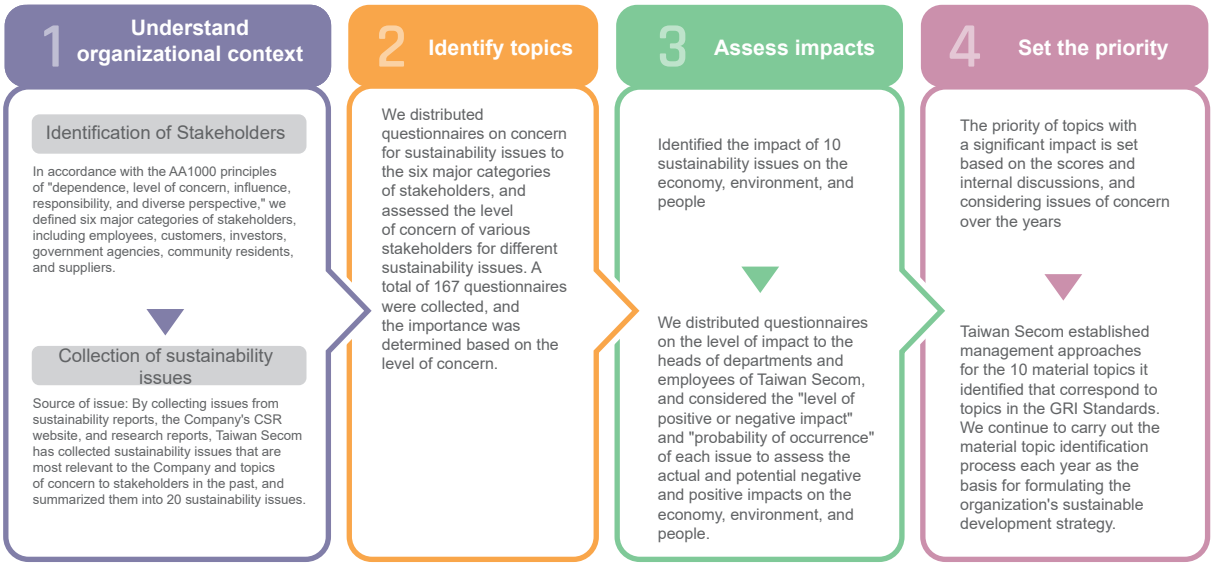 1
Understand
organizational context
Identification of Stakeholders
In accordance with the AA1000 principles
of "dependence, level of concern, influence,
responsibility, and diverse perspective," we
defined six major categories of stakeholders,
including employees, customers, investors,
government agencies, community residents,
and suppliers.
Collection of sustainability
issues
Source of issue: By collecting issues from
sustainability reports, the Company's CSR
website, and research reports, Taiwan Secom
has collected sustainability issues that are
most relevant to the Company and topics
of concern to stakeholders in the past, and
summarized them into 20 sustainability issues.
2
Identify topics
We distributed
questionnaires on concern
for sustainability issues to
the six major categories
of stakeholders, and
assessed the level
of concern of various
stakeholders for different
sustainability issues. A
total of 167 questionnaires
were collected, and
the importance was
determined based on the
level of concern.
3
Assess impacts
Identified the impact of 10
sustainability issues on the
economy, environment, and
people
We distributed questionnaires
on the level of impact to the
heads of departments and
employees of Taiwan Secom,
and considered the "level of
positive or negative impact"
and "probability of occurrence"
of each issue to assess the
actual and potential negative
and positive impacts on the
economy, environment, and
people.
4
Set the priority
The priority of topics with
a significant impact is set
based on the scores and
internal discussions, and
considering issues of concern
over the years
Taiwan Secom established
management approaches
for the 10 material topics it
identified that correspond to
topics in the GRI Standards.
We continue to carry out the
material topic identification
process each year as the
basis for formulating the
organization's sustainable
development strategy.